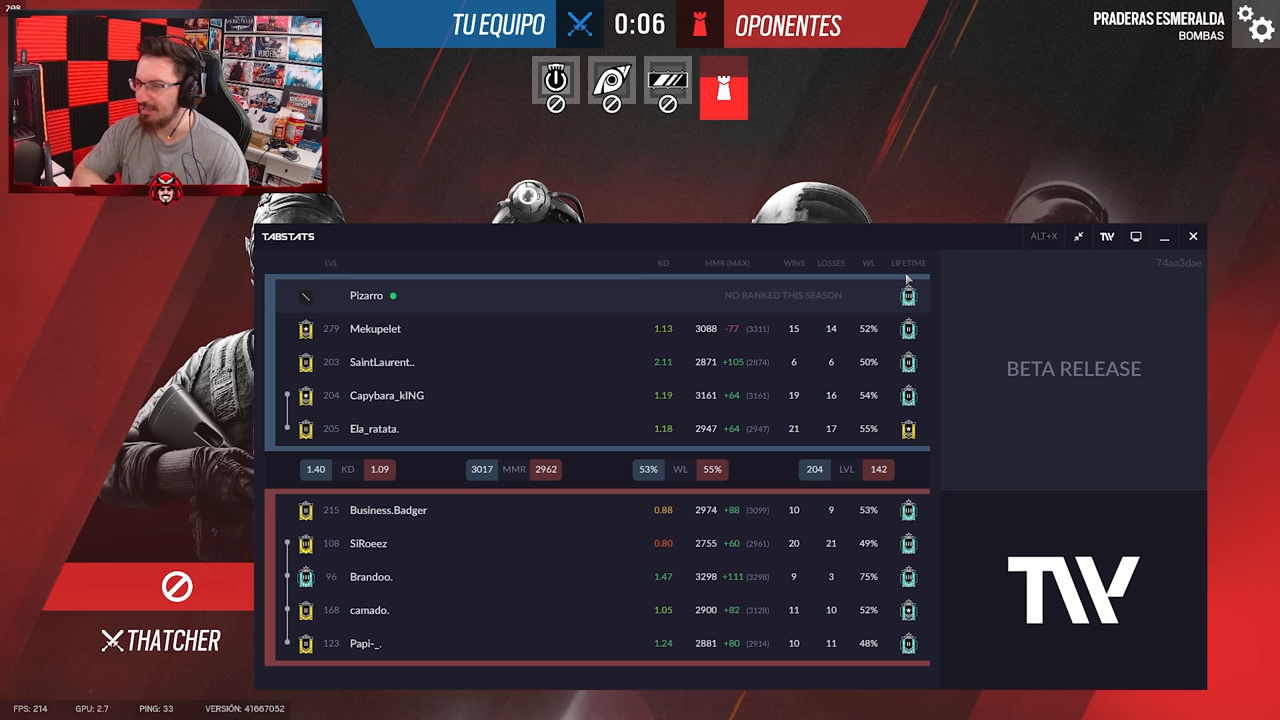 298
TU EQUIPO 0:06 OPONENTES
PRADERAS ESMERALDA
BOMBAS
TABSTATS ALT+X TW
LVL KD MMR (MAX) WINS LOSSES WL LIFETIME
74aa3dae
Pizarro NO RANKED THIS SEASON
279 Mekupelet 1.13 3088 -77 (3311) 15 14 52%
203 SaintLaurent.. 2.11 2871 +105 (2874) 6 6 50%
BETA RELEASE
204 Capybara_kING 1.19 3161 +64 (3161) 19 16 54%
205 Ela_ratata. 1.18 2947 +64 (2947) 21 17 55%
1.40 KD 1.09 3017 MMR 2962 53% WL 55% 204 LVL 142
215 Business.Badger 0.88 2974 +88 (3099) 10 9 53%
108 SiRoeez 0.80 2755 +60 (2961) 20 21 49%
96 Brandoo. 1.47 3298 +111 (3298) 9 3 75%
168 camado. 1.05 2900 +82 (3128) 11 10 52%
123 Papi-_. 1.24 2881 +80 (2914) 10 11 48%
TW
THATCHER
FPS: 214 GPU: 2.7 PING: 33 VERSIÓN: 41667052